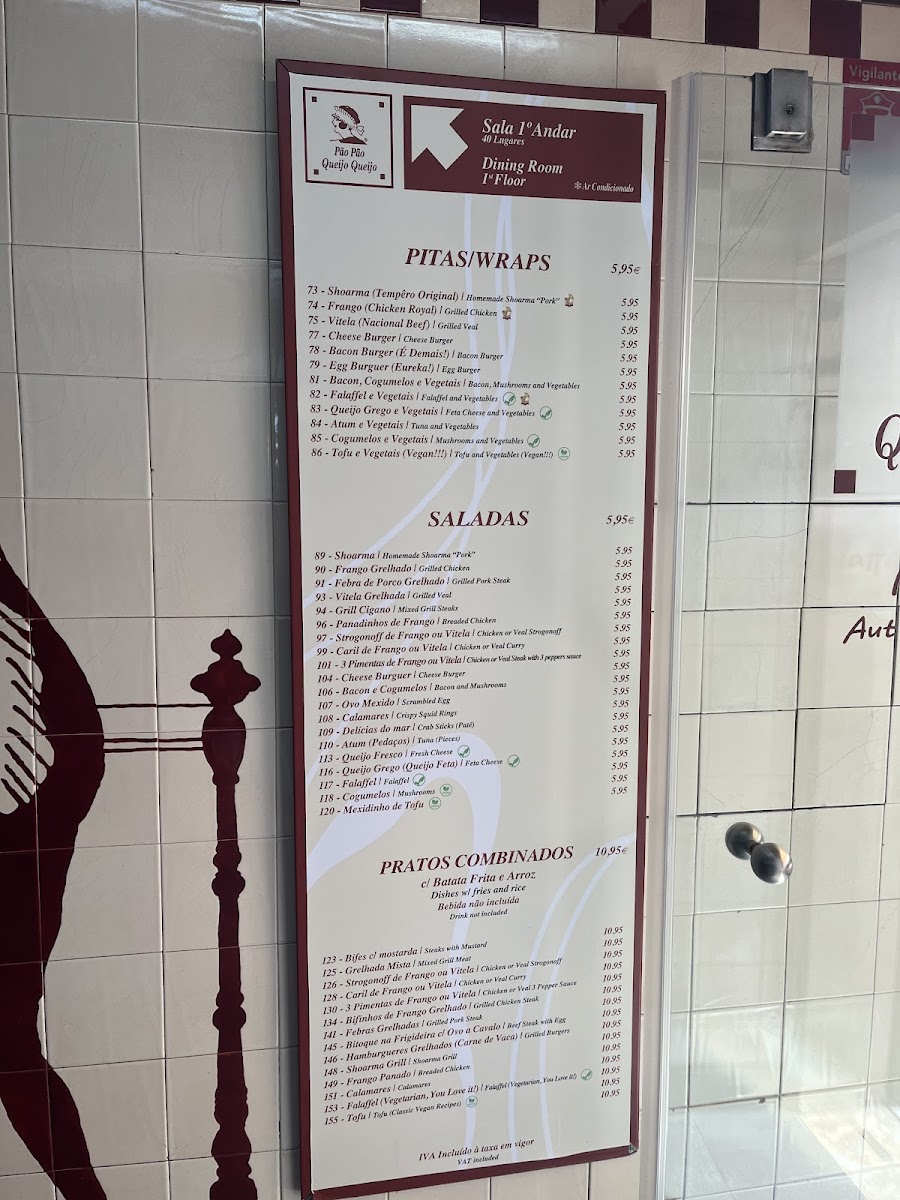 Pão Pão
Queijo Queijo
Sala 1º Andar
40 Lugares
Dining Room
1st Floor
❄Ar Condicionado
Vigilante
PITAS/WRAPS 5,95€
73 - Shoarma (Tempêro Original) | Homemade Shoarma "Pork" 5.95
74 - Frango (Chicken Royal) | Grilled Chicken 5.95
75 - Vitela (Nacional Beef) | Grilled Veal 5.95
77 - Cheese Burger | Cheese Burger 5.95
78 - Bacon Burger (É Demais!) | Bacon Burger 5.95
79 - Egg Burguer (Eureka!) | Egg Burger 5.95
81 - Bacon, Cogumelos e Vegetais | Bacon, Mushrooms and Vegetables 5.95
82 - Falaffel e Vegetais | Falaffel and Vegetables 5.95
83 - Queijo Grego e Vegetais | Feta Cheese and Vegetables 5.95
84 - Atum e Vegetais | Tuna and Vegetables 5.95
85 - Cogumelos e Vegetais | Mushrooms and Vegetables 5.95
86 - Tofu e Vegetais (Vegan!!!) | Tofu and Vegetables (Vegan!!!) 5.95
SALADAS 5,95€
89 - Shoarma | Homemade Shoarma "Pork" 5.95
90 - Frango Grelhado | Grilled Chicken 5.95
91 - Febra de Porco Grelhado | Grilled Pork Steak 5.95
93 - Vitela Grelhada | Grilled Veal 5.95
94 - Grill Cigano | Mixed Grill Steaks 5.95
96 - Panadinhos de Frango | Breaded Chicken 5.95
97 - Strogonoff de Frango ou Vitela | Chicken or Veal Strogonoff 5.95
99 - Caril de Frango ou Vitela | Chicken or Veal Curry 5.95
101 - 3 Pimentas de Frango ou Vitela | Chicken or Veal Steak with 3 peppers sauce 5.95
104 - Cheese Burguer | Cheese Burger 5.95
106 - Bacon e Cogumelos | Bacon and Mushrooms 5.95
107 - Ovo Mexido | Scrambled Egg 5.95
108 - Calamares | Crispy Squid Rings 5.95
109 - Delícias do mar | Crab Sticks (Paté) 5.95
110 - Atum (Pedaços) | Tuna (Pieces) 5.95
113 - Queijo Fresco | Fresh Cheese 5.95
116 - Queijo Grego (Queijo Feta) | Feta Cheese 5.95
117 - Falaffel | Falaffel 5.95
118 - Cogumelos | Mushrooms 5.95
120 - Mexidinho de Tofu 5.95
PRATOS COMBINADOS 10,95€
c/ Batata Frita e Arroz
Dishes w/ fries and rice
Bebida não incluída
Drink not included
123 - Bifes c/ mostarda | Steaks with Mustard 10.95
125 - Grelhada Mista | Mixed Grill Meat 10.95
126 - Strogonoff de Frango ou Vitela | Chicken or Veal Strogonoff 10.95
128 - Caril de Frango ou Vitela | Chicken or Veal Curry 10.95
130 - 3 Pimentas de Frango ou Vitela | Chicken or Veal 3 Pepper Sauce 10.95
134 - Bifinhos de Frango Grelhado | Grilled Chicken Steak 10.95
141 - Febras Grelhadas | Grilled Pork Steak 10.95
145 - Bitoque na Frigideira c/ Ovo a Cavalo | Beef Steak with Egg 10.95
146 - Hamburgueres Grelhados (Carne de Vaca) | Grilled Burgers 10.95
148 - Shoarma Grill | Shoarma Grill 10.95
149 - Frango Panado | Breaded Chicken 10.95
151 - Calamares | Calamares 10.95
153 - Falaffel (Vegetarian, You Love it!) | Falaffel (Vegetarian, You Love it!) 10.95
155 - Tofu | Tofu (Classic Vegan Recipes) 10.95
IVA Incluído à taxa em vigor
VAT included
Q
Aut